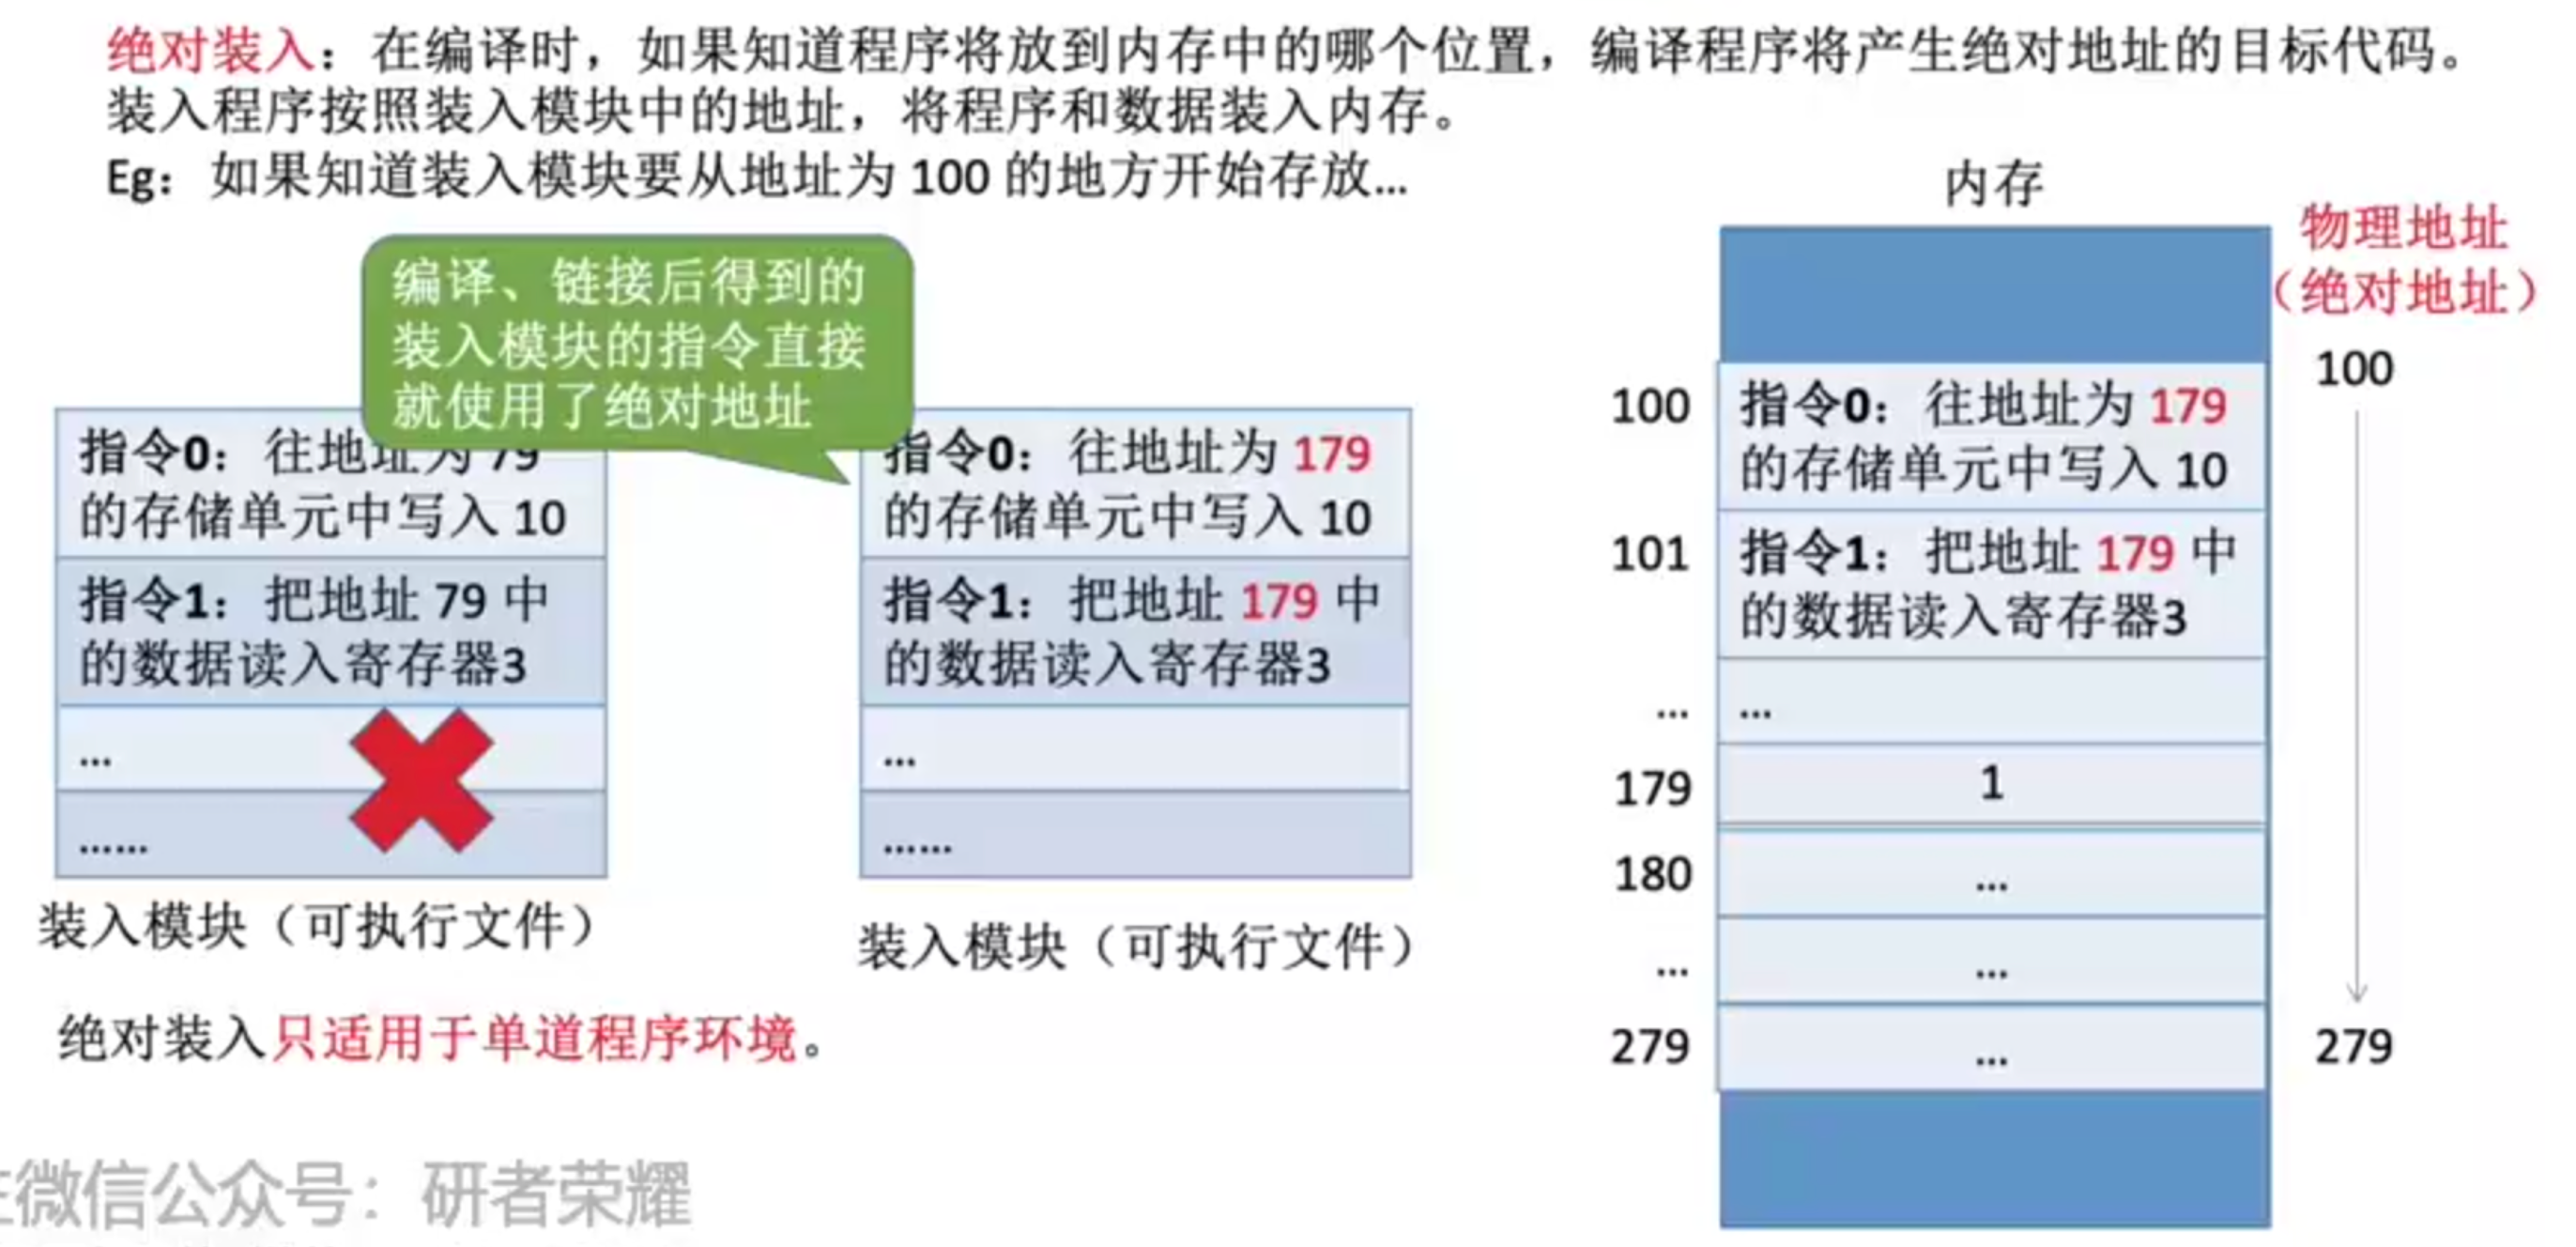 绝对装入：在编译时，如果知道程序将放到内存中的哪个位置，编译程序将产生绝对地址的目标代码。
装入程序按照装入模块中的地址，将程序和数据装入内存。
Eg：如果知道装入模块要从地址为 100 的地方开始存放...
编译、链接后得到的
装入模块的指令直接
就使用了绝对地址
指令0：往地址为 79
的存储单元中写入 10
指令1：把地址 79 中
的数据读入寄存器3
...
......
装入模块（可执行文件）
指令0：往地址为 179
的存储单元中写入 10
指令1：把地址 179 中
的数据读入寄存器3
...
......
装入模块（可执行文件）
绝对装入只适用于单道程序环境。
内存
物理地址
（绝对地址）
100
279
100
指令0：往地址为 179
的存储单元中写入 10
101
指令1：把地址 179 中
的数据读入寄存器3
... ...
179 1
180 ...
... ...
279 ...
微信公众号：研者荣耀